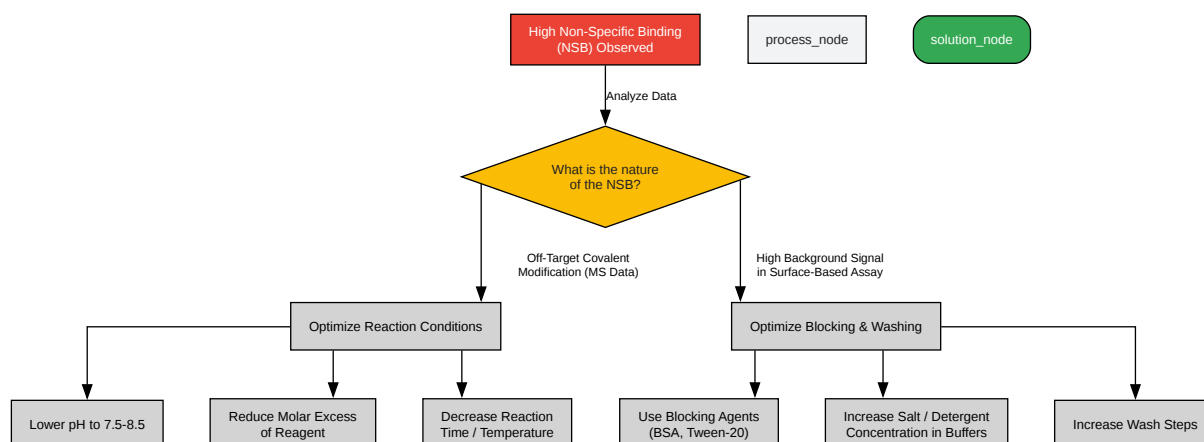 High Non-Specific Binding
(NSB) Observed
process_node
solution_node
Analyze Data
What is the nature
of the NSB?
Off-Target Covalent
Modification (MS Data)
High Background Signal
in Surface-Based Assay
Optimize Reaction Conditions
Optimize Blocking & Washing
Lower pH to 7.5-8.5
Reduce Molar Excess
of Reagent
Decrease Reaction
Time / Temperature
Use Blocking Agents
(BSA, Tween-20)
Increase Salt / Detergent
Concentration in Buffers
Increase Wash Steps